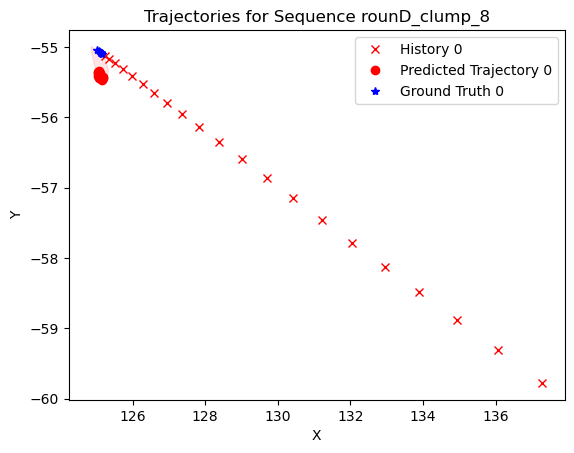 Trajectories for Sequence rounD_clump_8
History 0
Predicted Trajectory 0
Ground Truth 0
−55
−56
−57
−58
−59
−60
Y
126
128
130
132
134
136
X